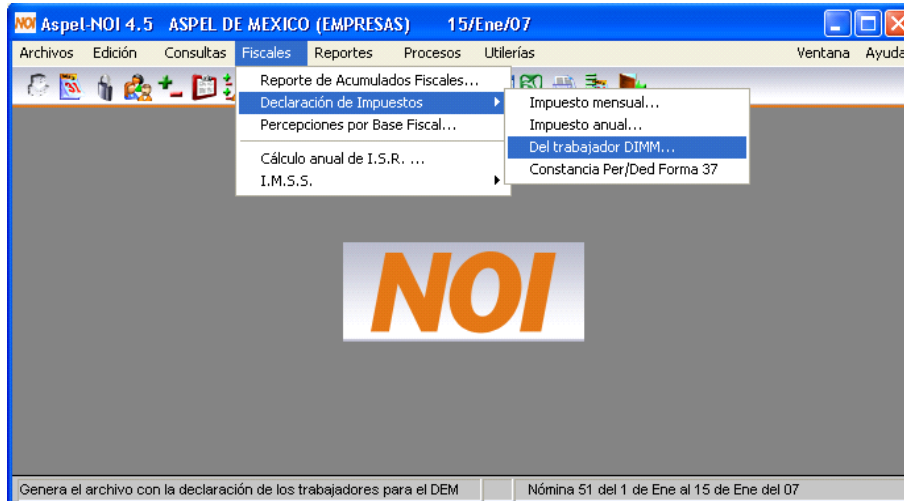 NOI Aspel-NOI 4.5 ASPEL DE MEXICO (EMPRESAS) 15/Ene/07
Archivos Edición Consultas Fiscales Reportes Procesos Utilerías Ventana Ayuda
Reporte de Acumulados Fiscales...
Declaración de Impuestos
Percepciones por Base Fiscal...
Cálculo anual de I.S.R. ...
I.M.S.S.
Impuesto mensual...
Impuesto anual...
Del trabajador DIMM...
Constancia Per/Ded Forma 37
NOI
Genera el archivo con la declaración de los trabajadores para el DEM Nómina 51 del 1 de Ene al 15 de Ene del 07